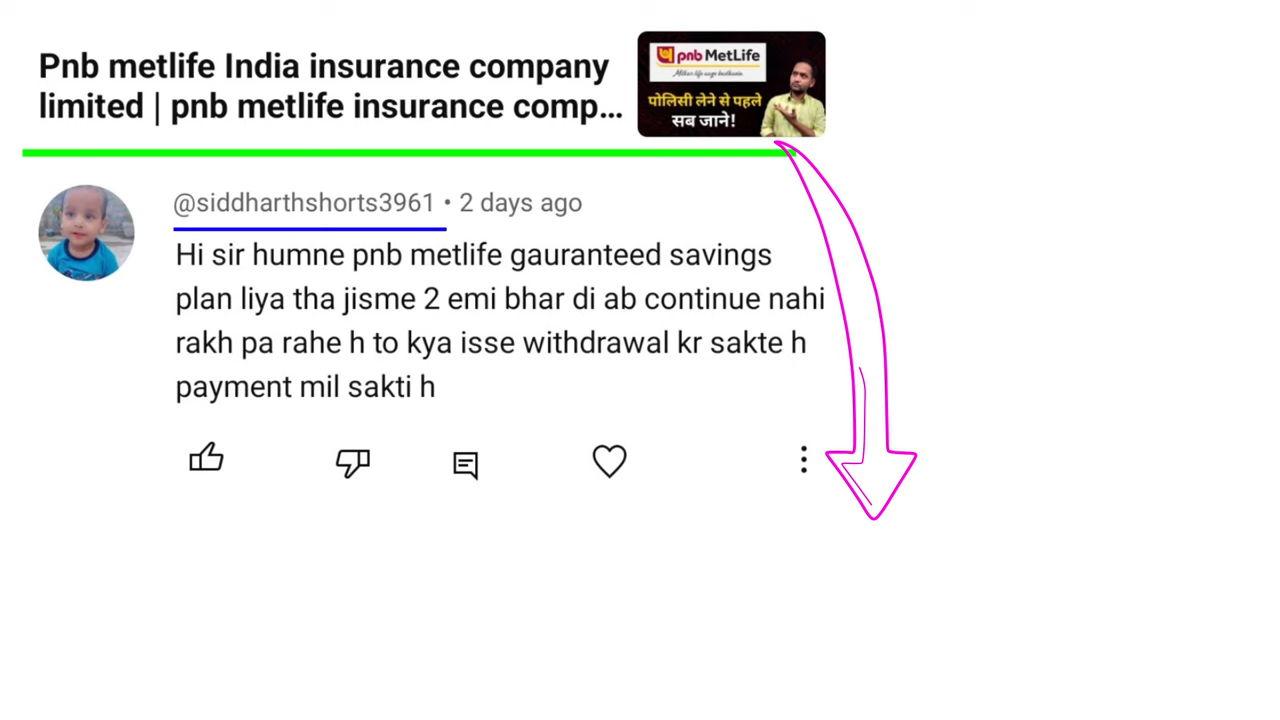 Pnb metlife India insurance company
limited | pnb metlife insurance comp...
pnb MetLife
Milkar life aage badhaein
पोलिसी लेने से पहले
सब जाने!
@siddharthshorts3961 • 2 days ago
Hi sir humne pnb metlife gauranteed savings
plan liya tha jisme 2 emi bhar di ab continue nahi
rakh pa rahe h to kya isse withdrawal kr sakte h
payment mil sakti h